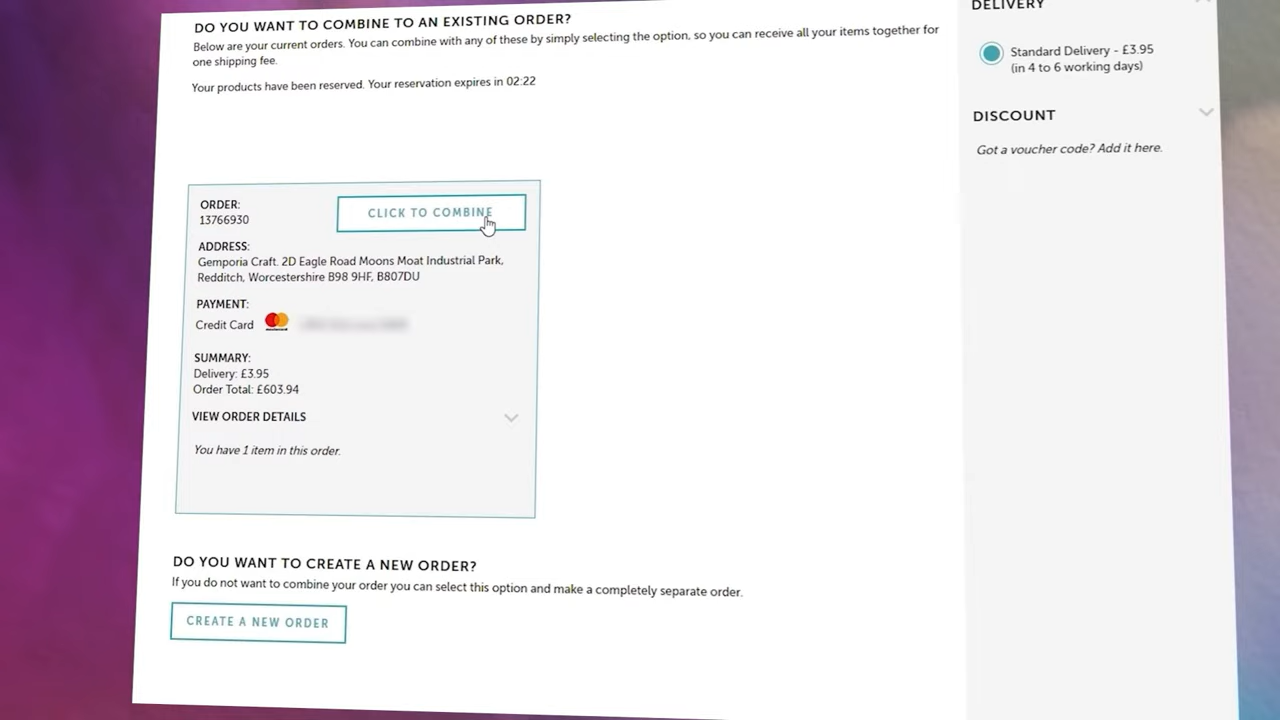 DO YOU WANT TO COMBINE TO AN EXISTING ORDER?
Below are your current orders. You can combine with any of these by simply selecting the option, so you can receive all your items together for
one shipping fee.
Your products have been reserved. Your reservation expires in 02:22
ORDER:
13766930
CLICK TO COMBINE
ADDRESS:
Gemporia Craft. 2D Eagle Road Moons Moat Industrial Park,
Redditch, Worcestershire B98 9HF, B807DU
PAYMENT:
Credit Card
SUMMARY:
Delivery: £3.95
Order Total: £603.94
VIEW ORDER DETAILS
You have 1 item in this order.
DO YOU WANT TO CREATE A NEW ORDER?
If you do not want to combine your order you can select this option and make a completely separate order.
CREATE A NEW ORDER
DELIVERY
Standard Delivery - £3.95
(in 4 to 6 working days)
DISCOUNT
Got a voucher code? Add it here.